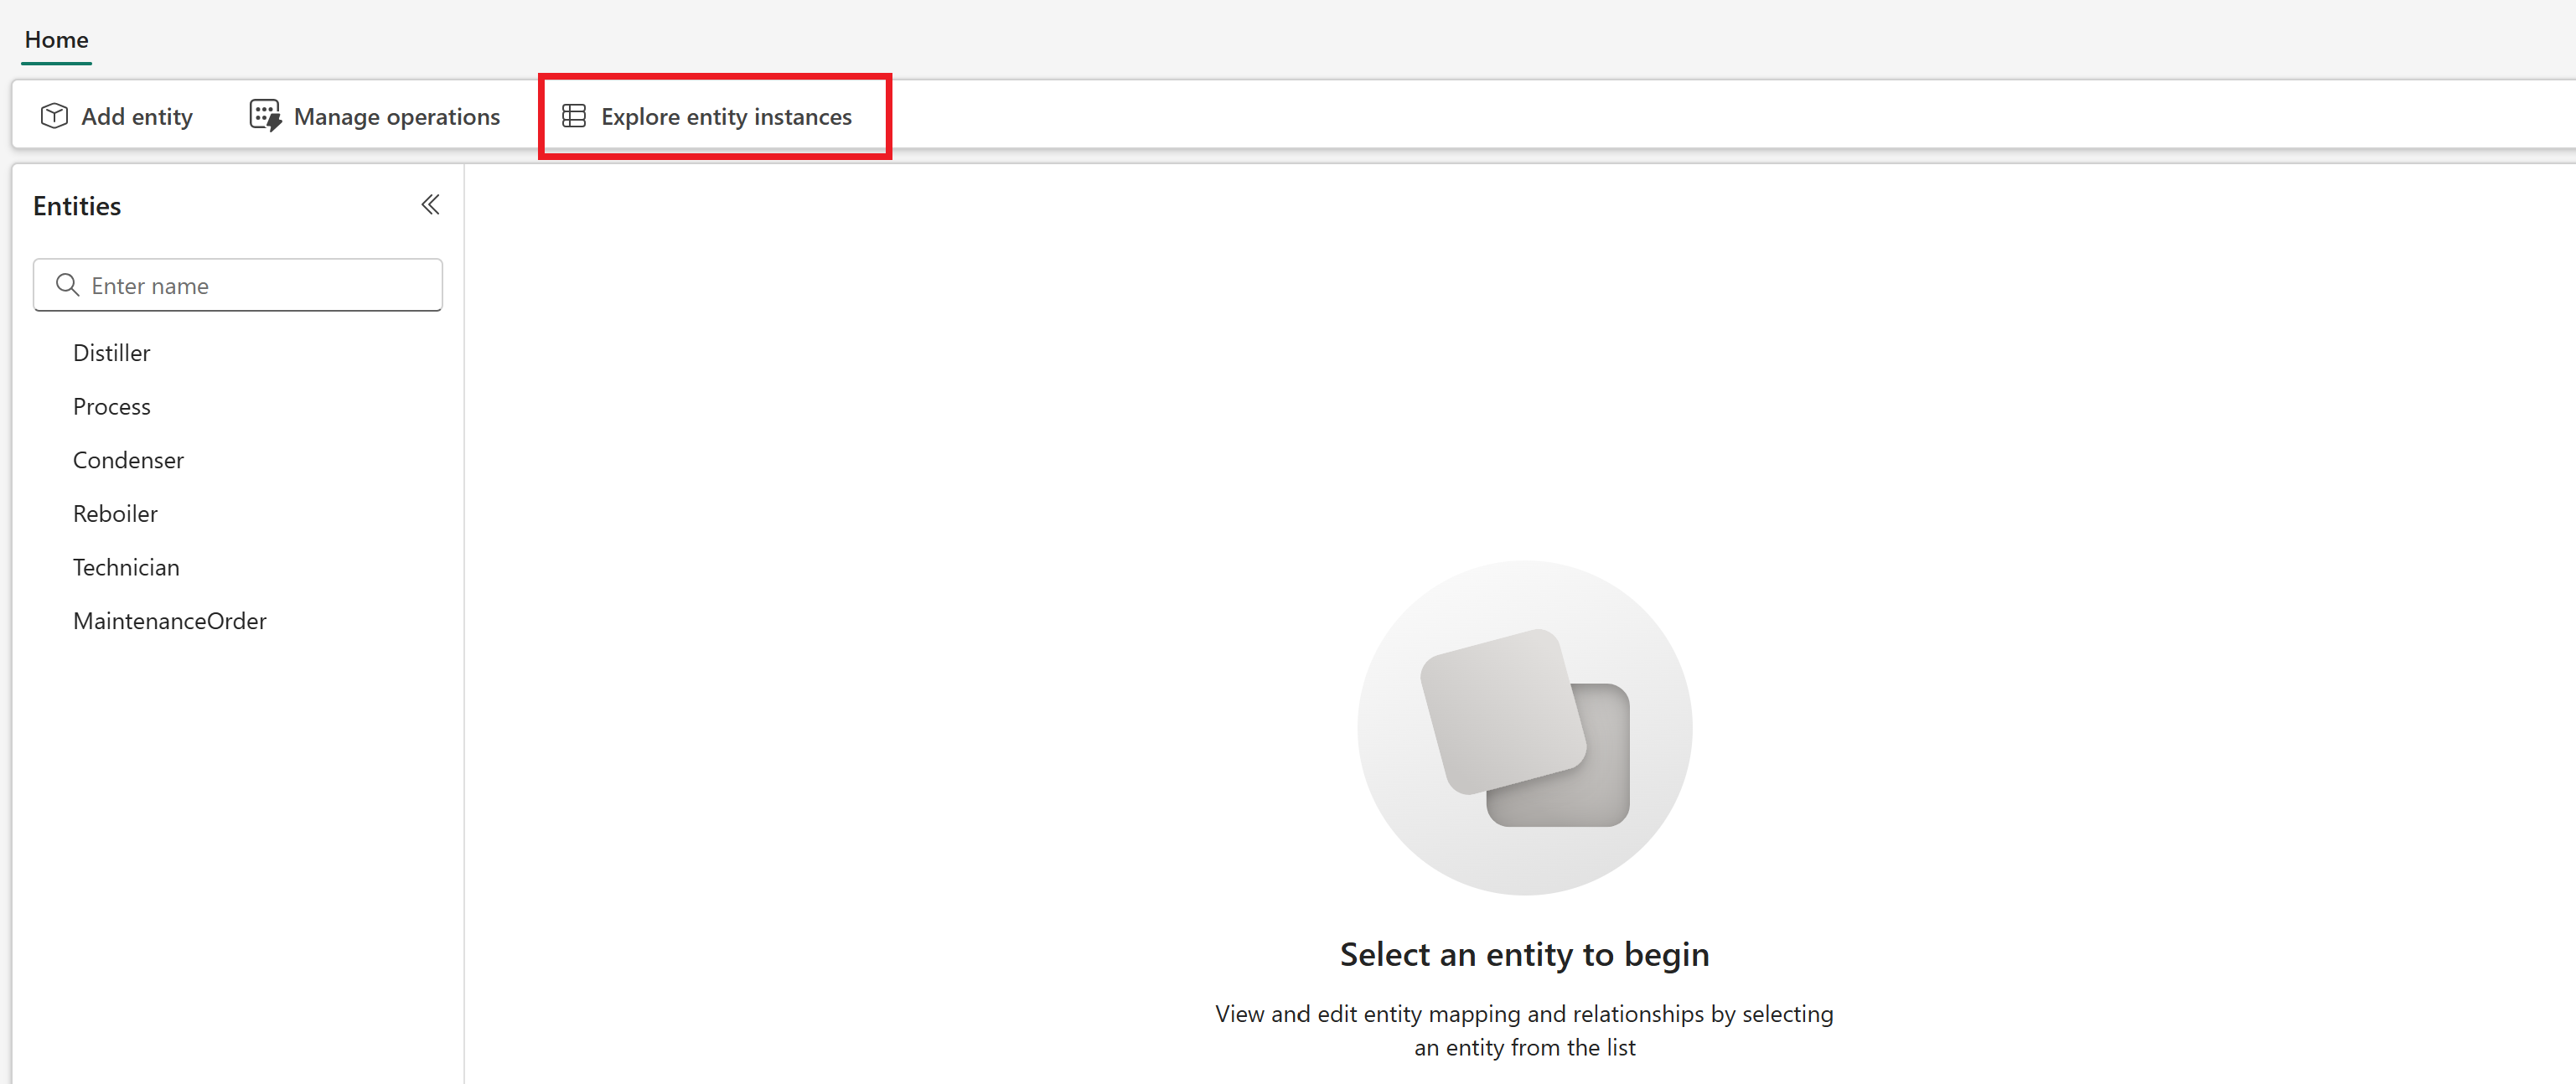 Home
Add entity
Manage operations
Explore entity instances
Entities
Enter name
Distiller
Process
Condenser
Reboiler
Technician
MaintenanceOrder
Select an entity to begin
View and edit entity mapping and relationships by selecting
an entity from the list